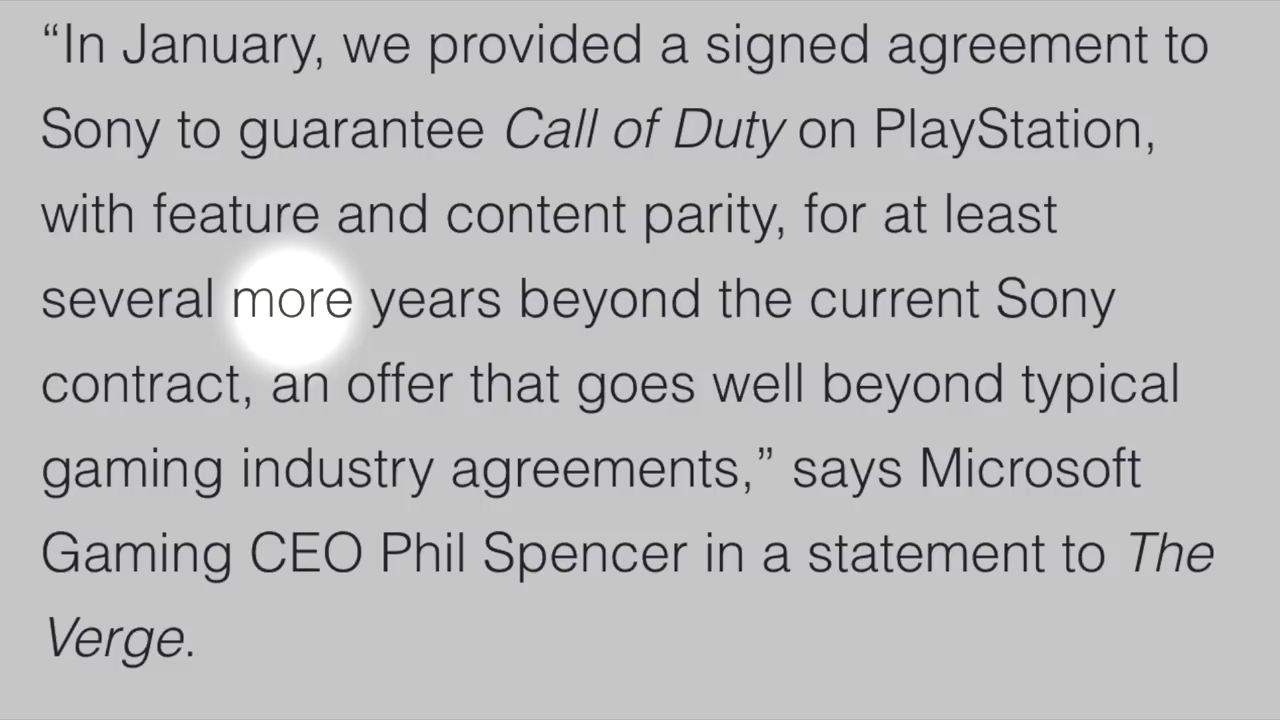 “In January, we provided a signed agreement to
Sony to guarantee Call of Duty on PlayStation,
with feature and content parity, for at least
several more years beyond the current Sony
contract, an offer that goes well beyond typical
gaming industry agreements,” says Microsoft
Gaming CEO Phil Spencer in a statement to The
Verge.